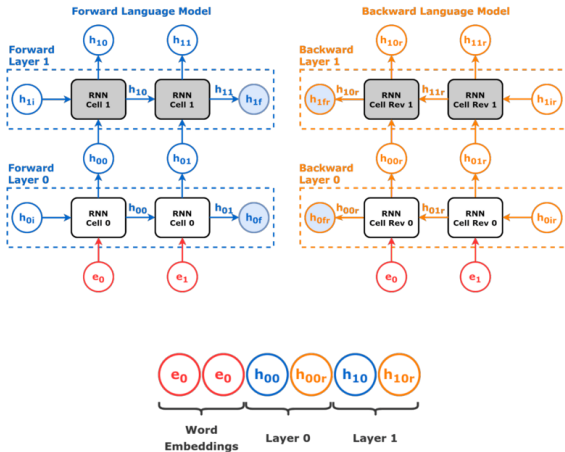 Forward Language Model
Backward Language Model
Forward
Layer 1
h10
h11
h1i
RNN
Cell 1
h10
RNN
Cell 1
h11
h1f
h00
h01
Forward
Layer 0
h0i
RNN
Cell 0
h00
RNN
Cell 0
h01
h0f
e0
e1
Backward
Layer 1
h10r
h11r
h1fr
h10r
RNN
Cell Rev 1
h11r
RNN
Cell Rev 1
h1ir
h00r
h01r
Backward
Layer 0
h0fr
h00r
RNN
Cell Rev 0
h01r
RNN
Cell Rev 0
h0ir
e0
e1
e0 e0 h00 h00r h10 h10r
Word
Embeddings
Layer 0
Layer 1